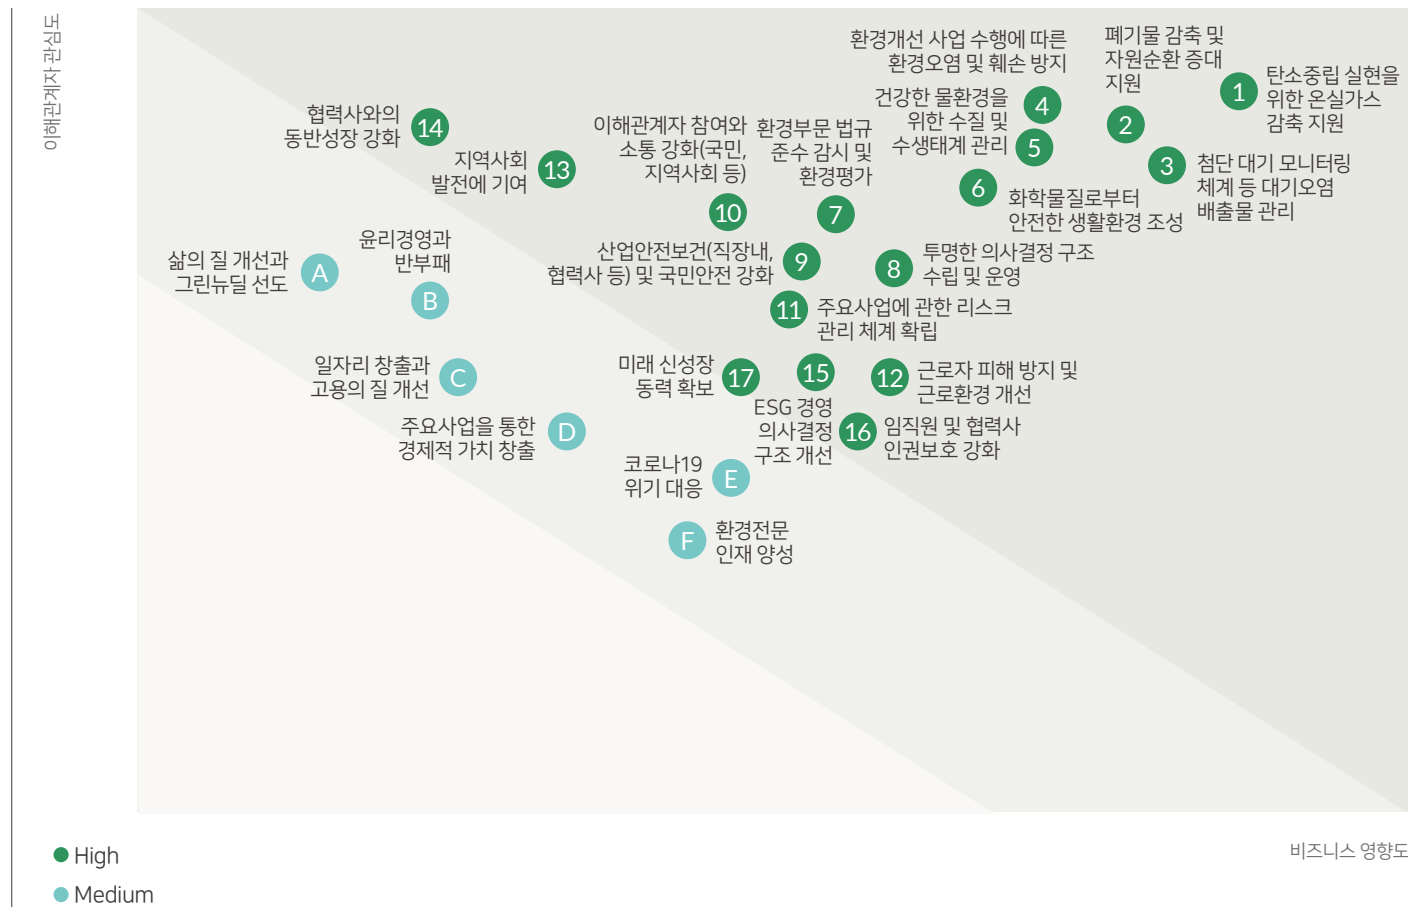 이해관계자 관심도
환경개선 사업 수행에 따른
환경오염 및 훼손 방지
4
폐기물 감축 및
자원순환 증대
지원
2
1
탄소중립 실현을
위한 온실가스
감축 지원
협력사와의
동반성장 강화
14
지역사회
발전에 기여
13
이해관계자 참여와
소통 강화(국민,
지역사회 등)
10
환경부문 법규
준수 감시 및
환경평가
7
건강한 물환경을
위한 수질 및
수생태계 관리
5
3
첨단 대기 모니터링
체계 등 대기오염
배출물 관리
6
화학물질로부터
안전한 생활환경 조성
삶의 질 개선과
그린뉴딜 선도
A
윤리경영과
반부패
B
산업안전보건(직장내,
협력사 등) 및 국민안전 강화
9
8
투명한 의사결정 구조
수립 및 운영
11
주요사업에 관한 리스크
관리 체계 확립
일자리 창출과
고용의 질 개선
C
미래 신성장
동력 확보
17
15
ESG 경영
의사결정
구조 개선
12
근로자 피해 방지 및
근로환경 개선
주요사업을 통한
경제적 가치 창출
D
16
임직원 및 협력사
인권보호 강화
코로나19
위기 대응
E
F
환경전문
인재 양성
비즈니스 영향도
High
Medium